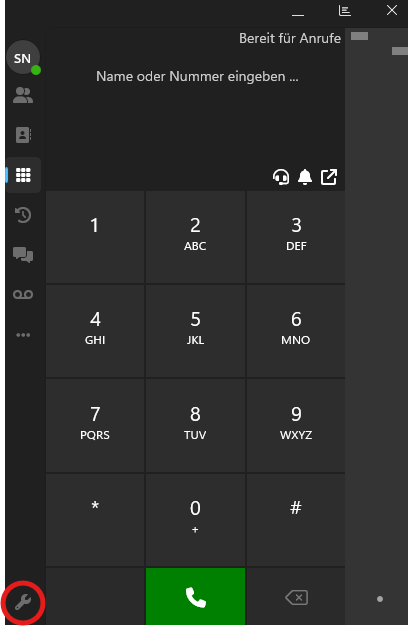 Bereit für Anrufe
SN
Name oder Nummer eingeben ...
1
2
3
ABC
DEF
4
5
6
GHI
JKL
MNO
7
8
9
PQRS
TUV
WXYZ
*
0
#
+